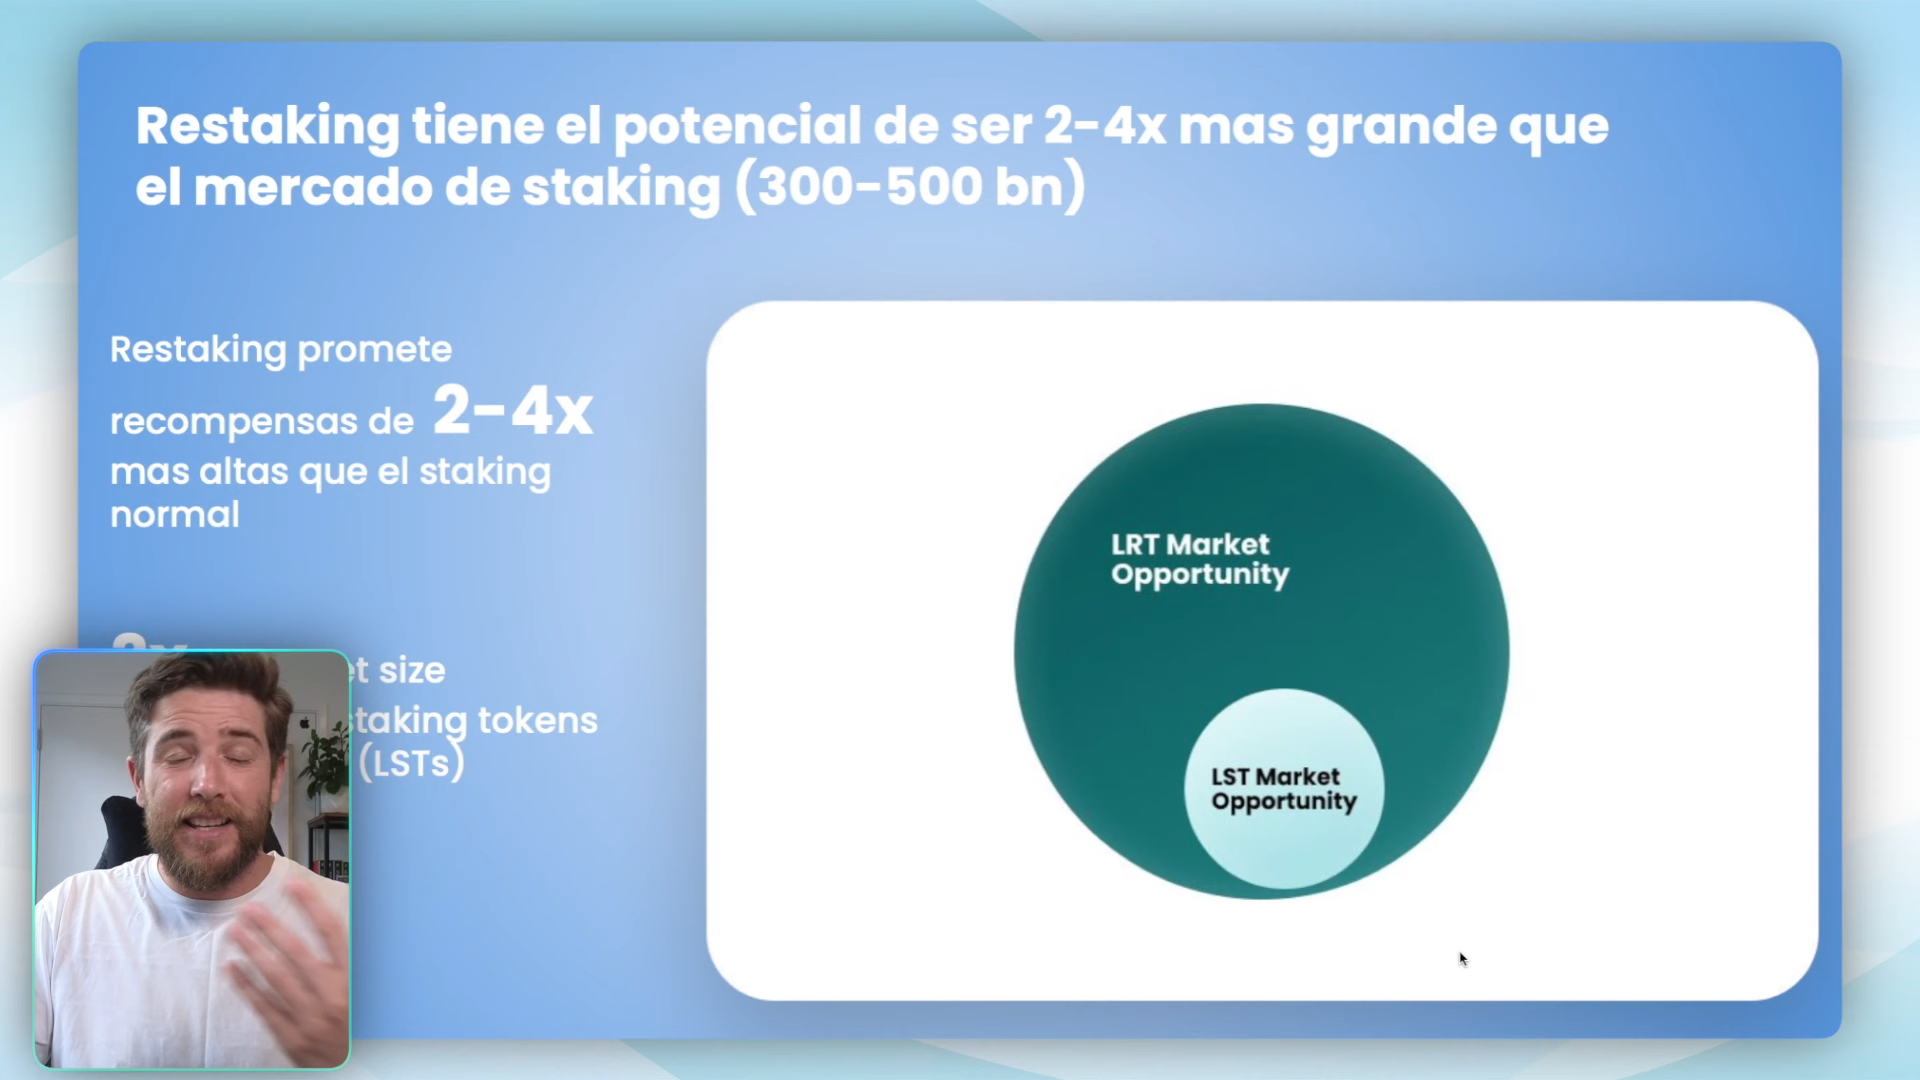 Restaking tiene el potencial de ser 2-4x mas grande que
el mercado de staking (300-500 bn)
Restaking promete
recompensas de 2-4x
mas altas que el staking
normal
size
staking tokens
(LSTs)
LRT Market
Opportunity
LST Market
Opportunity